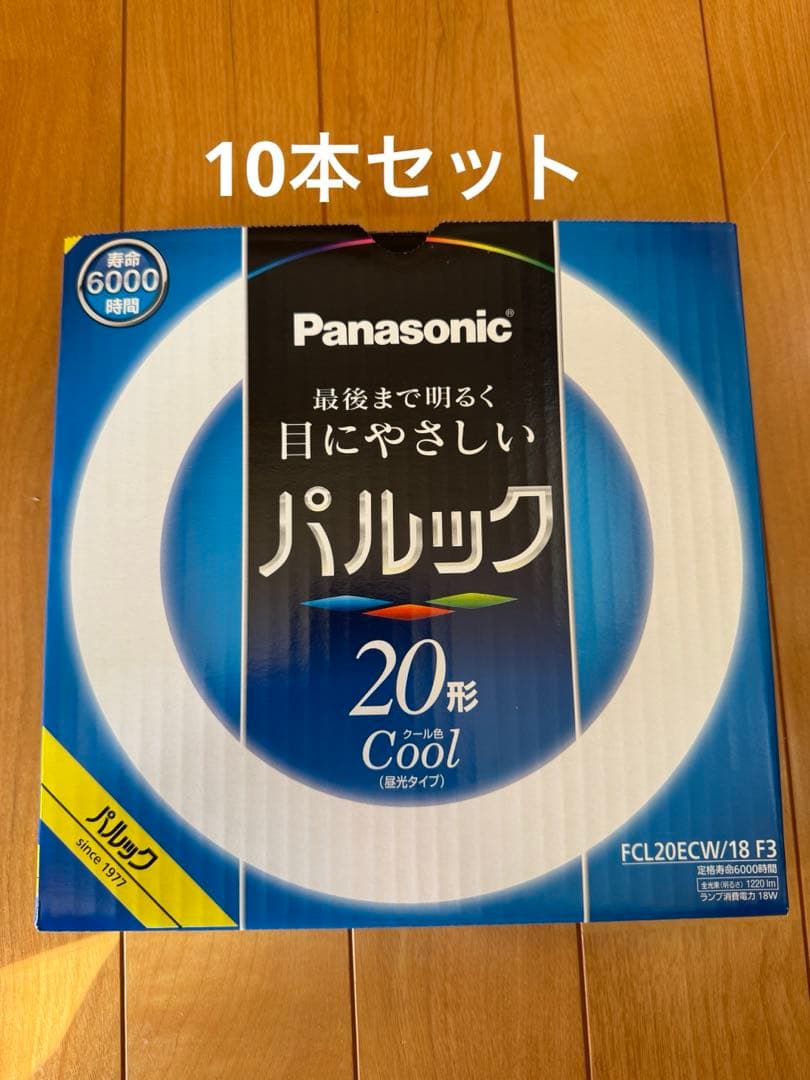 10本セット
寿命
6000
時間
Panasonic®
最後まで明るく
目にやさしい
パルック
20形
クール色
Cool
(昼光タイプ)
パルック
since 1977
FCL20ECW/18 F3
定格寿命6000時間
全光束(明るさ) 1220 lm
ランプ消費電力 18W